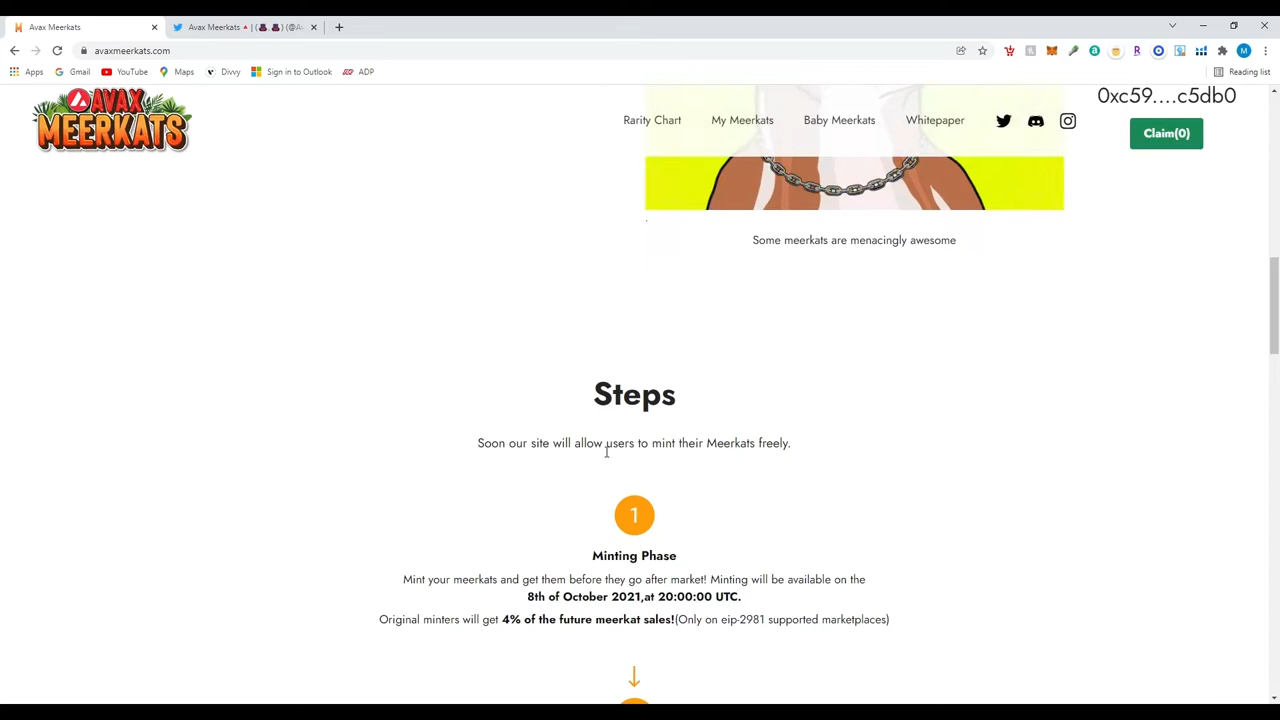 Avax Meerkats
Avax Meerkats
avaxmeerkats.com
Apps
Gmail
YouTube
Maps
Divvy
Sign in to Outlook
ADP
Reading list
AVAX
MEERKATS
Rarity Chart
My Meerkats
Baby Meerkats
Whitepaper
0xc59....c5db0
Claim(0)
Some meerkats are menacingly awesome
Steps
Soon our site will allow users to mint their Meerkats freely.
1
Minting Phase
Mint your meerkats and get them before they go after market! Minting will be available on the
8th of October 2021,at 20:00:00 UTC.
Original minters will get 4% of the future meerkat sales!(Only on eip-2981 supported marketplaces)